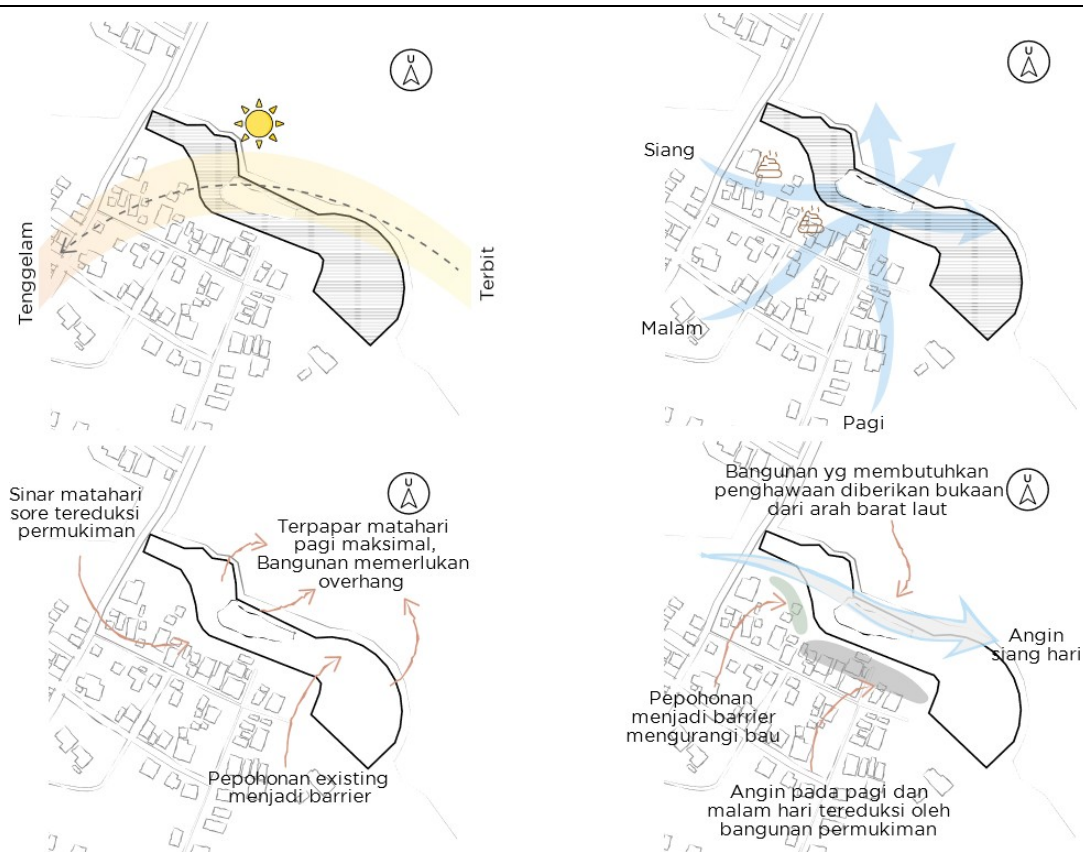 U
Tenggelam
Terbit
U
Siang
Malam
Pagi
U
Sinar matahari
sore tereduksi
permukiman
Terpapar matahari
pagi maksimal,
Bangunan memerlukan
overhang
Pepohonan existing
menjadi barrier
U
Bangunan yg membutuhkan
penghawaan diberikan bukaan
dari arah barat laut
Angin
siang hari
Pepohonan
menjadi barrier
mengurangi bau
Angin pada pagi dan
malam hari tereduksi oleh
bangunan permukiman